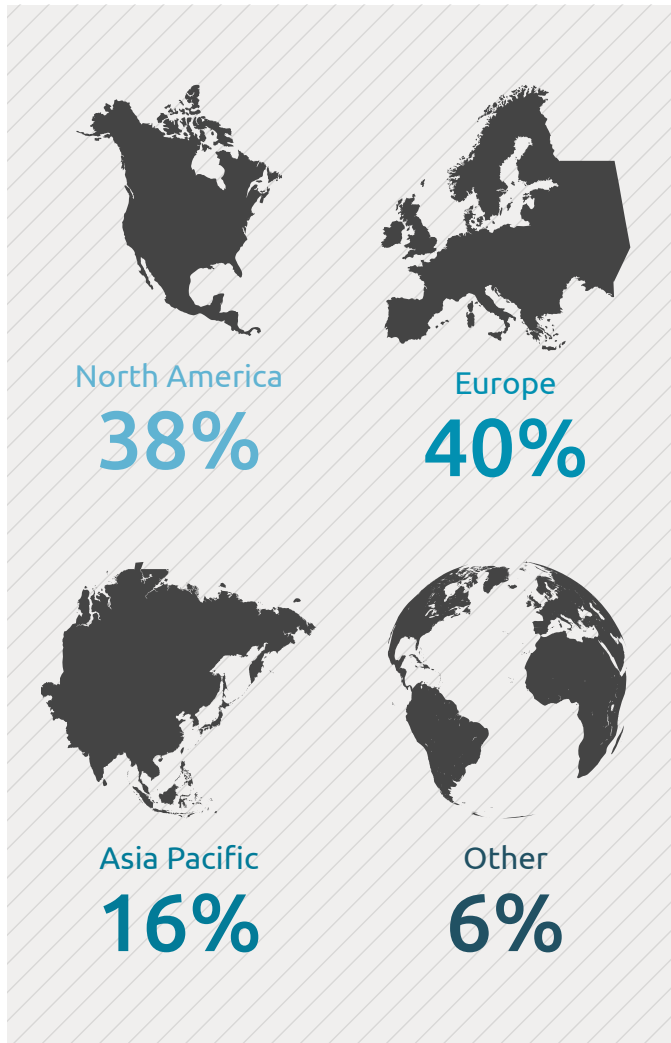 North America
38%
Europe
40%
Asia Pacific
16%
Other
6%